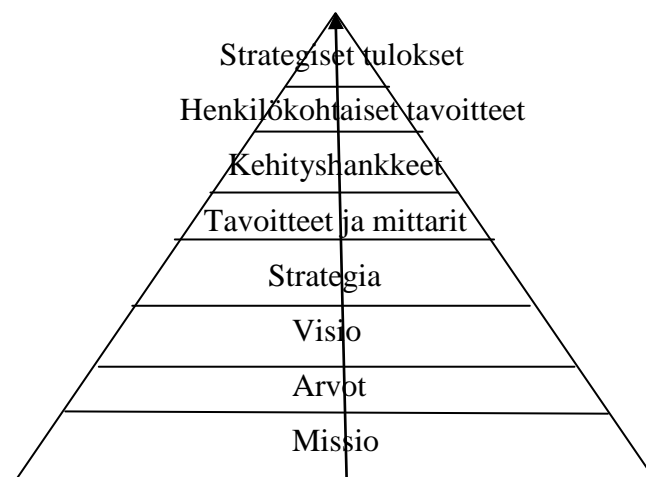 Strategiset tulokset
Henkilökohtaiset tavoitteet
Kehityshankkeet
Tavoitteet ja mittarit
Strategia
Visio
Arvot
Missio